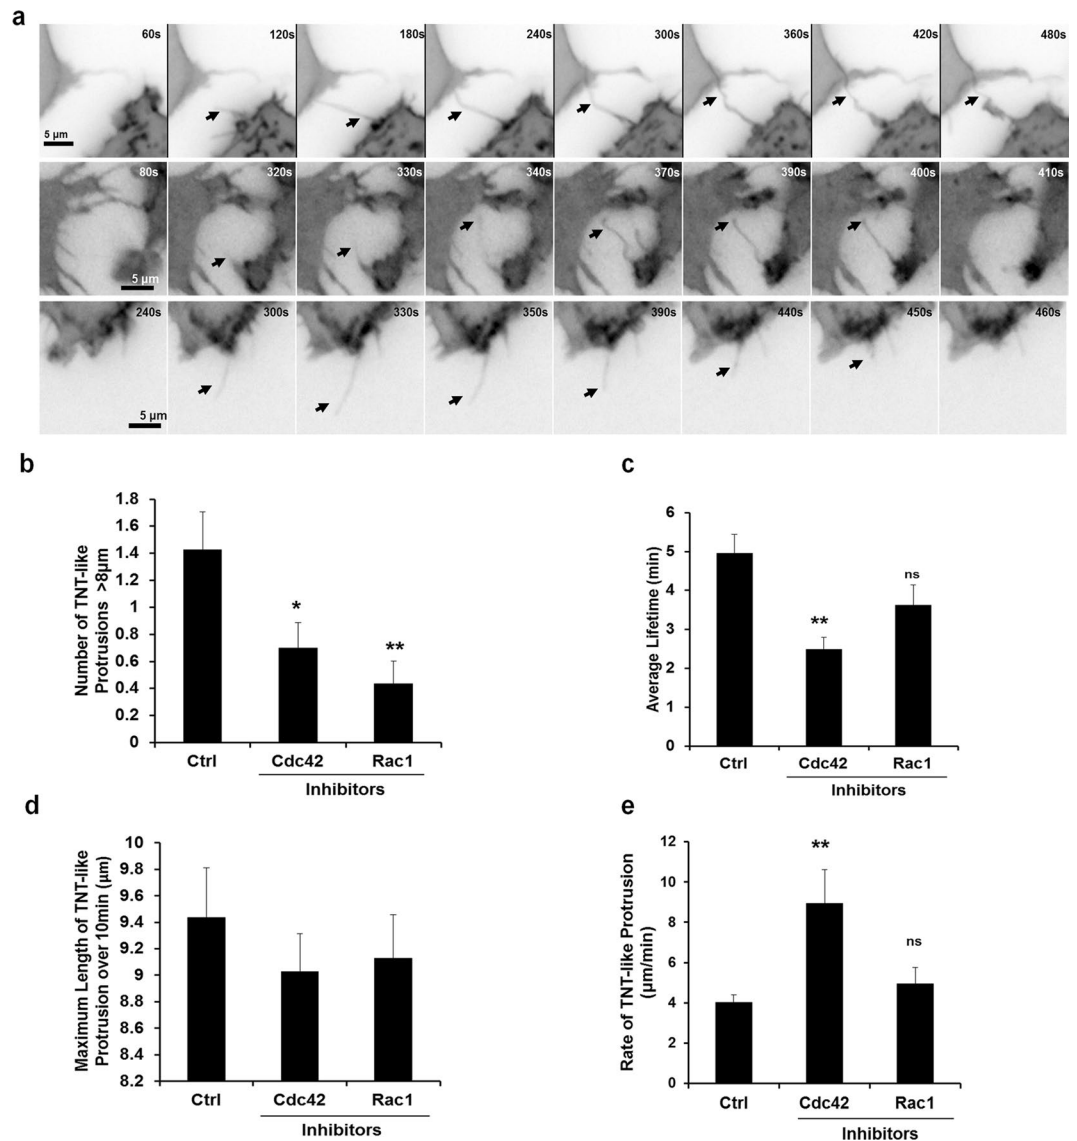 a
60s 120s 180s 240s 300s 360s 420s 480s
5 µm
80s 320s 330s 340s 370s 390s 400s 410s
5 µm
240s 300s 330s 350s 390s 440s 450s 460s
5 µm
b
Number of TNT-like
Protrusions >8µm
1.8
1.6
1.4
1.2
1
0.8
0.6
0.4
0.2
0
*
**
Ctrl Cdc42 Rac1
Inhibitors
c
Average Lifetime (min)
6
5
4
3
2
1
0
**
ns
Ctrl Cdc42 Rac1
Inhibitors
d
Maximum Length of TNT-like
Protrusion over 10min (µm)
10
9.8
9.6
9.4
9.2
9
8.8
8.6
8.4
8.2
Ctrl Cdc42 Rac1
Inhibitors
e
Rate of TNT-like Protrusion
(µm/min)
12
10
8
6
4
2
0
**
ns
Ctrl Cdc42 Rac1
Inhibitors